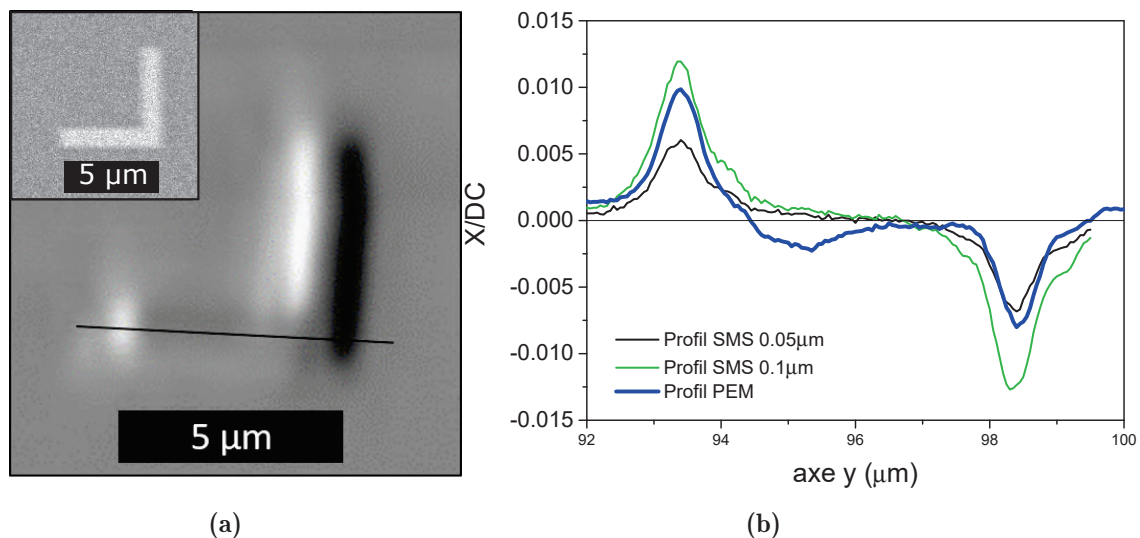 5 µm
5 µm
(a)
X/DC
0.015
0.010
0.005
0.000
-0.005
-0.010
-0.015
Profil SMS 0.05µm
Profil SMS 0.1µm
Profil PEM
92
94
96
98
100
axe y (µm)
(b)